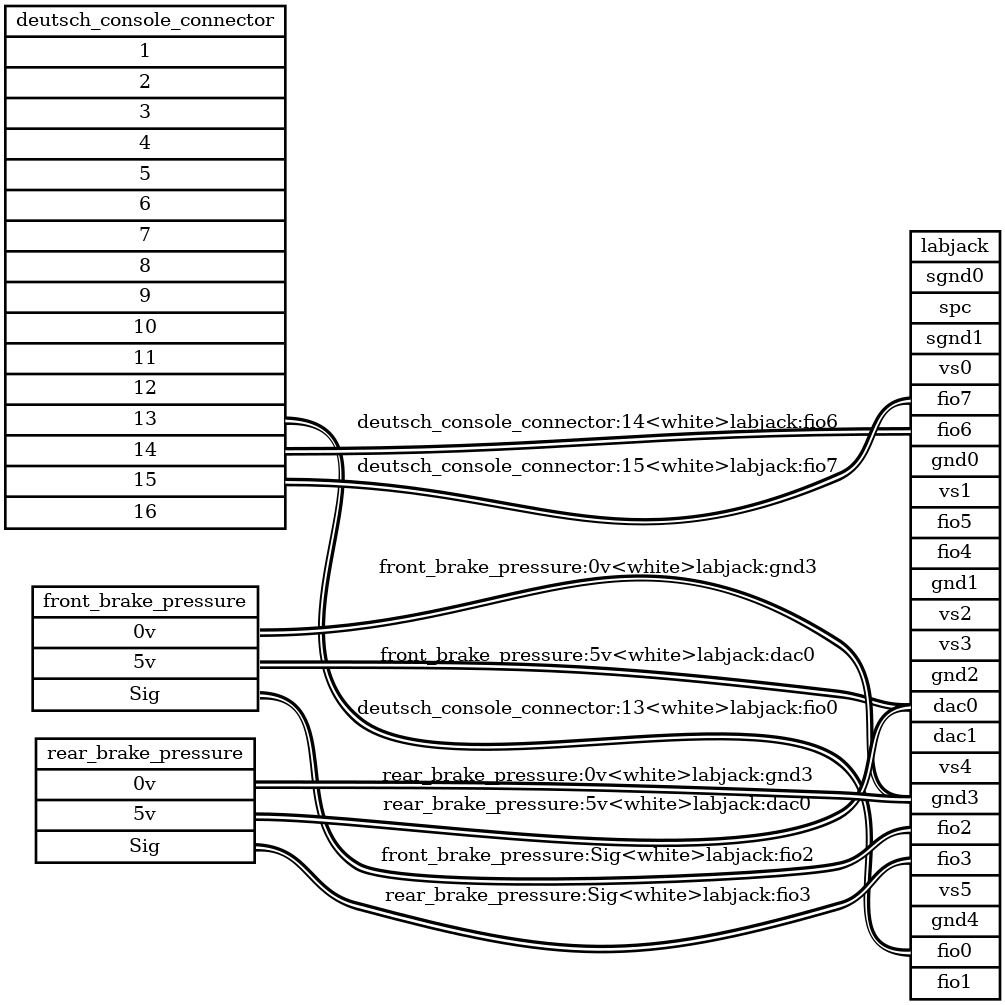 deutsch_console_connector
1
2
3
4
5
6
7
8
9
10
11
12
13
14
15
16
front_brake_pressure
0v
5v
Sig
rear_brake_pressure
0v
5v
Sig
deutsch_console_connector:14<white>labjack:fio6
deutsch_console_connector:15<white>labjack:fio7
front_brake_pressure:0v<white>labjack:gnd3
front_brake_pressure:5v<white>labjack:dac0
deutsch_console_connector:13<white>labjack:fio0
rear_brake_pressure:0v<white>labjack:gnd3
rear_brake_pressure:5v<white>labjack:dac0
front_brake_pressure:Sig<white>labjack:fio2
rear_brake_pressure:Sig<white>labjack:fio3
labjack
sgnd0
spc
sgnd1
vs0
fio7
fio6
gnd0
vs1
fio5
fio4
gnd1
vs2
vs3
gnd2
dac0
dac1
vs4
gnd3
fio2
fio3
vs5
gnd4
fio0
fio1